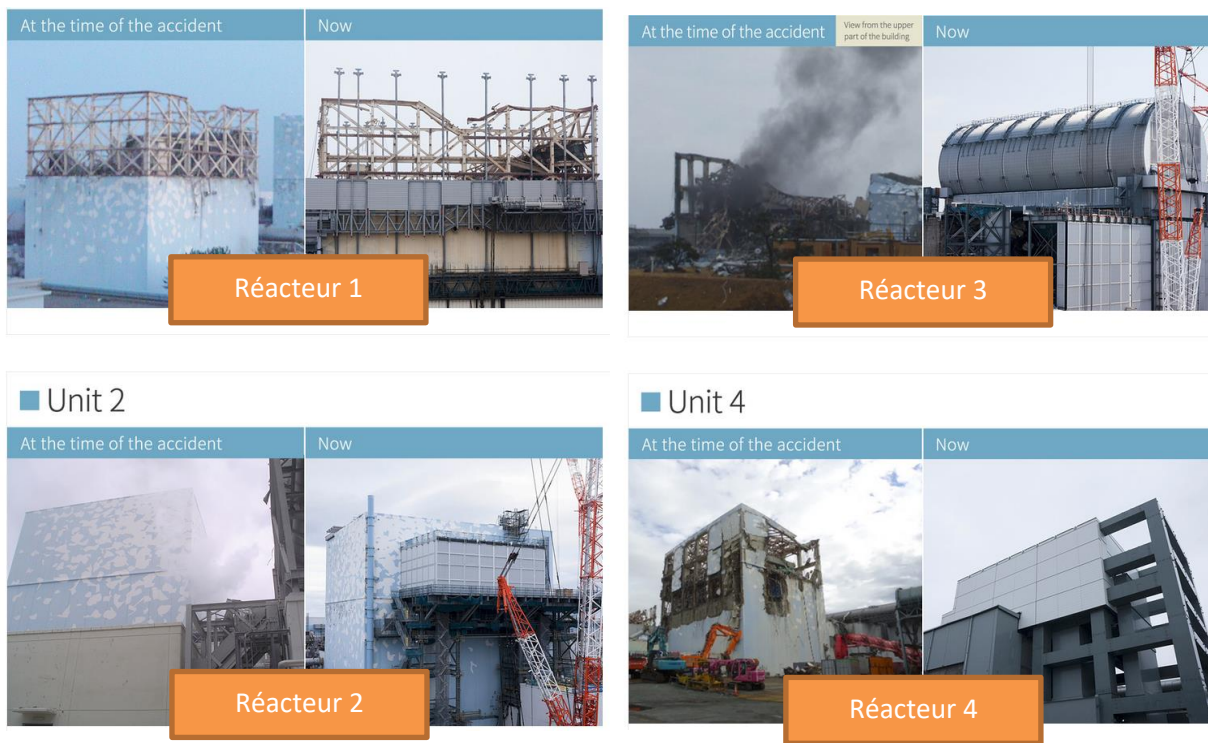 At the time of the accident
Now
Réacteur 1
At the time of the accident
View from the upper
part of the building
Now
Réacteur 3
Unit 2
At the time of the accident
Now
Réacteur 2
Unit 4
At the time of the accident
Now
Réacteur 4